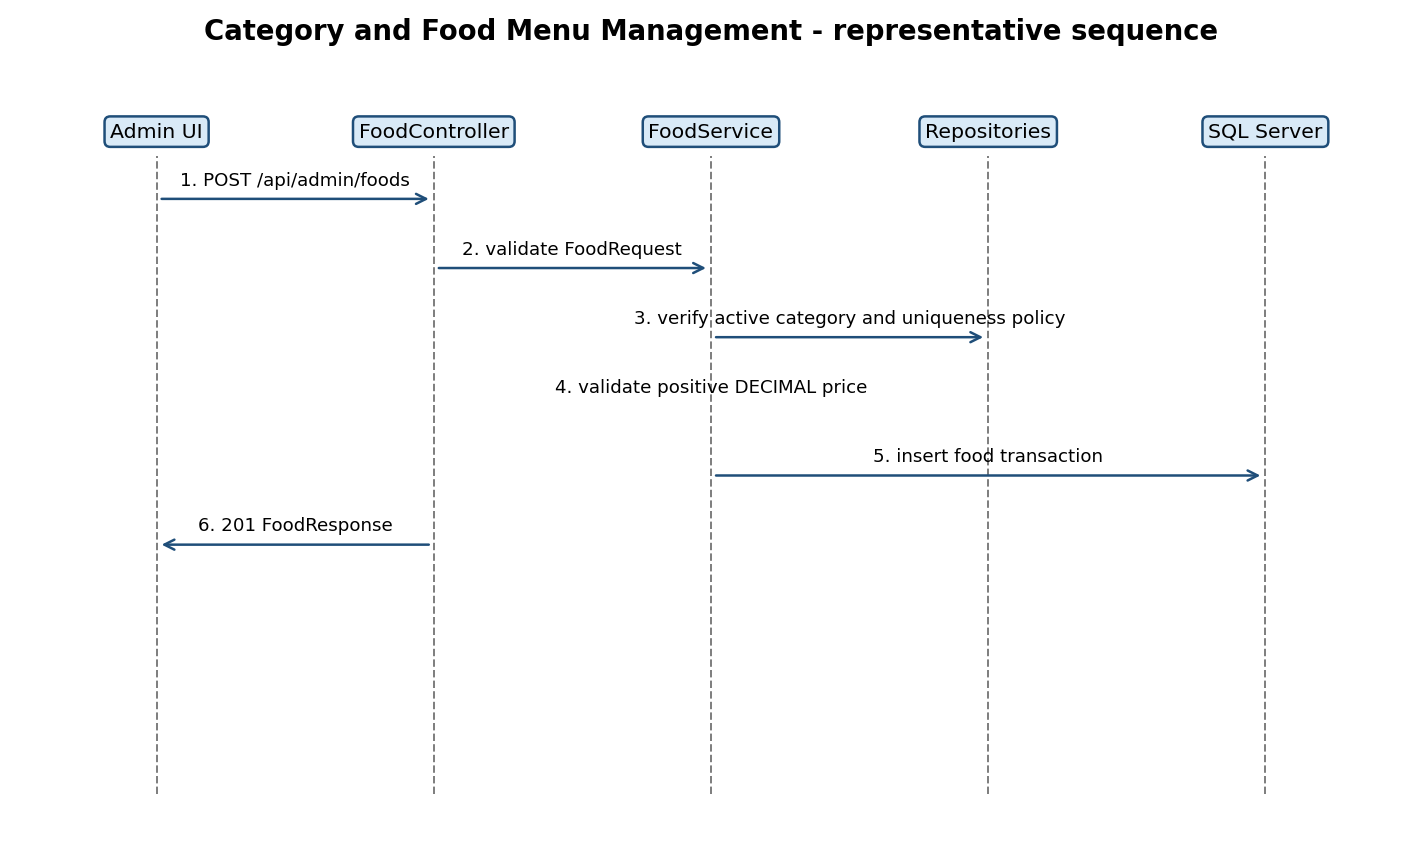 Category and Food Menu Management - representative sequence
Admin UI
FoodController
FoodService
Repositories
SQL Server
1. POST /api/admin/foods
2. validate FoodRequest
3. verify active category and uniqueness policy
4. validate positive DECIMAL price
5. insert food transaction
6. 201 FoodResponse